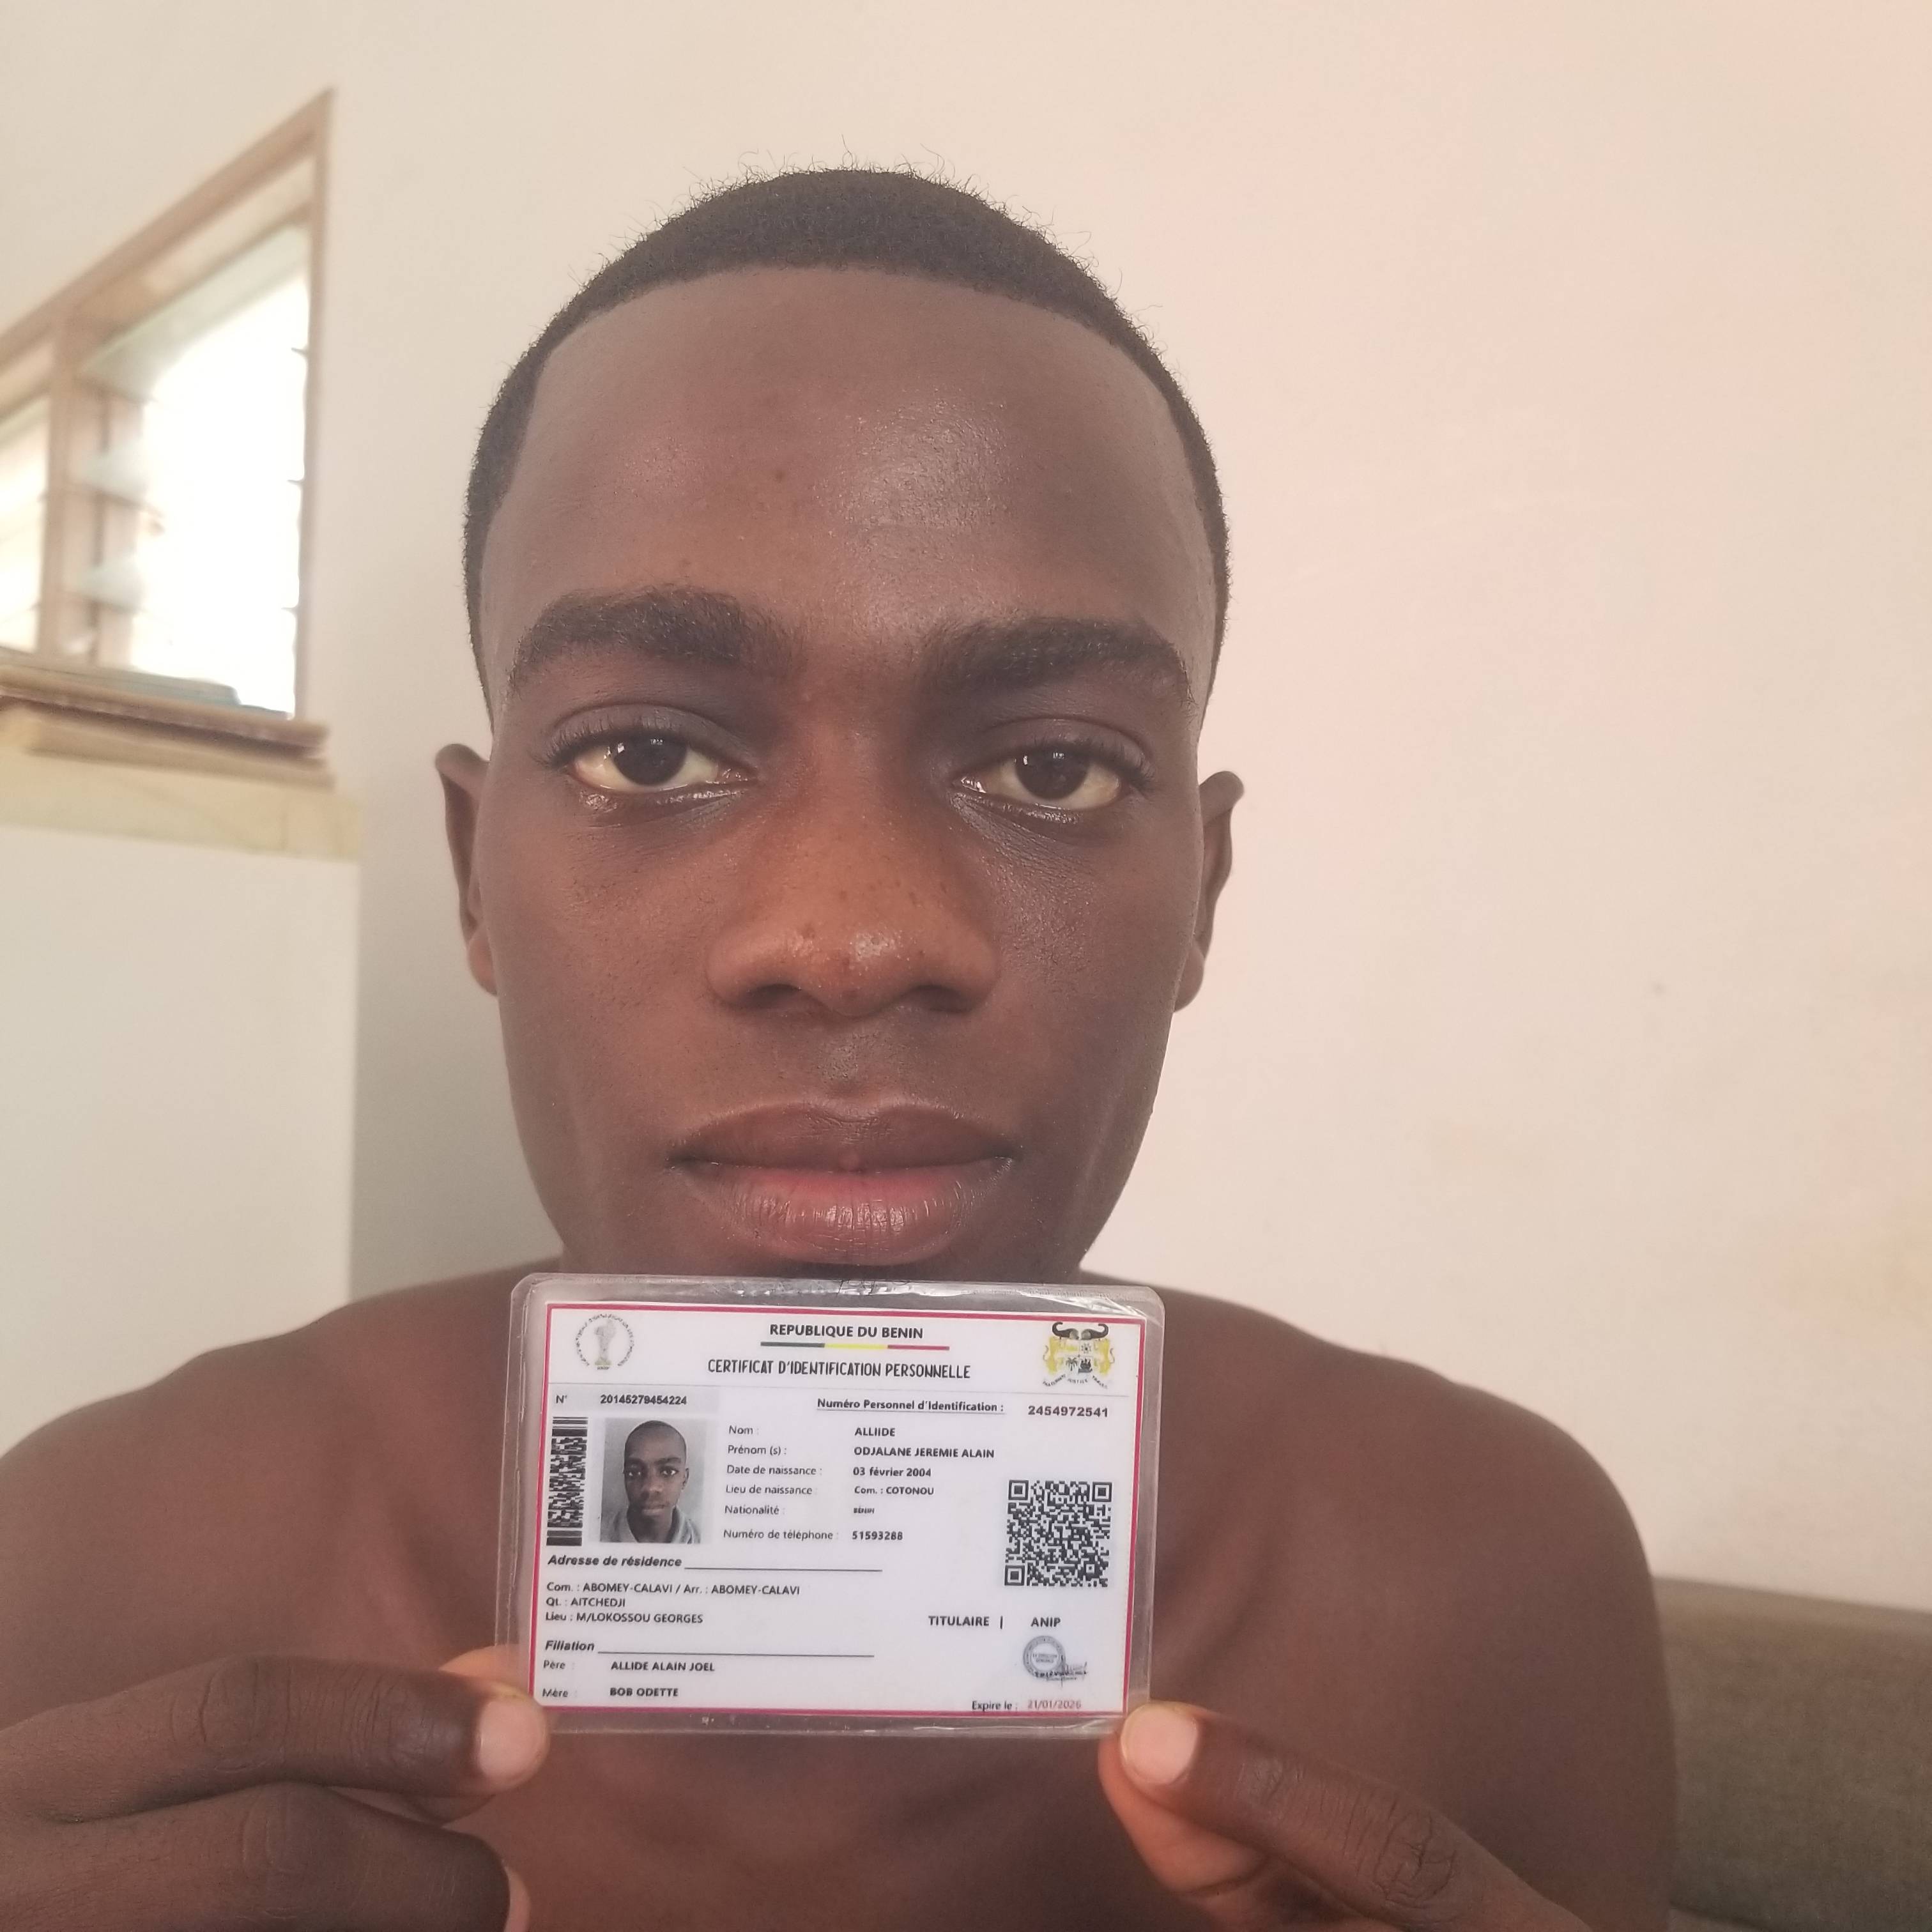 REPUBLIQUE DU BENIN
CERTIFICAT D'IDENTIFICATION PERSONNELLE
N° 20145279454224
Numéro Personnel d'Identification : 2454972541
Nom : ALLIIDE
Prénom (s) : ODJALANE JEREMIE ALAIN
Date de naissance : 03 février 2004
Lieu de naissance : Com. : COTONOU
Nationalité : BÉNIN
Numéro de téléphone : 51593288
Adresse de résidence
Com. : ABOMEY-CALAVI / Arr. : ABOMEY-CALAVI
Qt. : AITCHEDJI
Lieu : M/LOKOSSOU GEORGES
TITULAIRE | ANIP
Filiation
Père : ALLIDE ALAIN JOEL
Mère : BOB ODETTE
Expire le : 21/01/2026